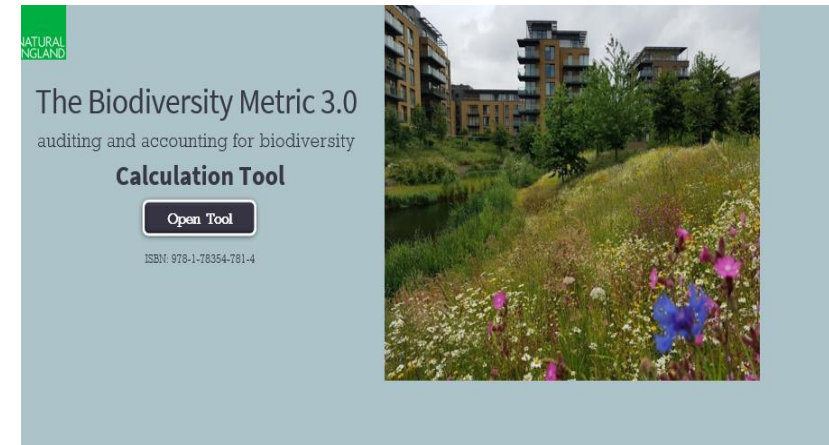 NATURAL
ENGLAND
The Biodiversity Metric 3.0
auditing and accounting for biodiversity
Calculation Tool
Open Tool
ISBN: 978-1-78354-781-4